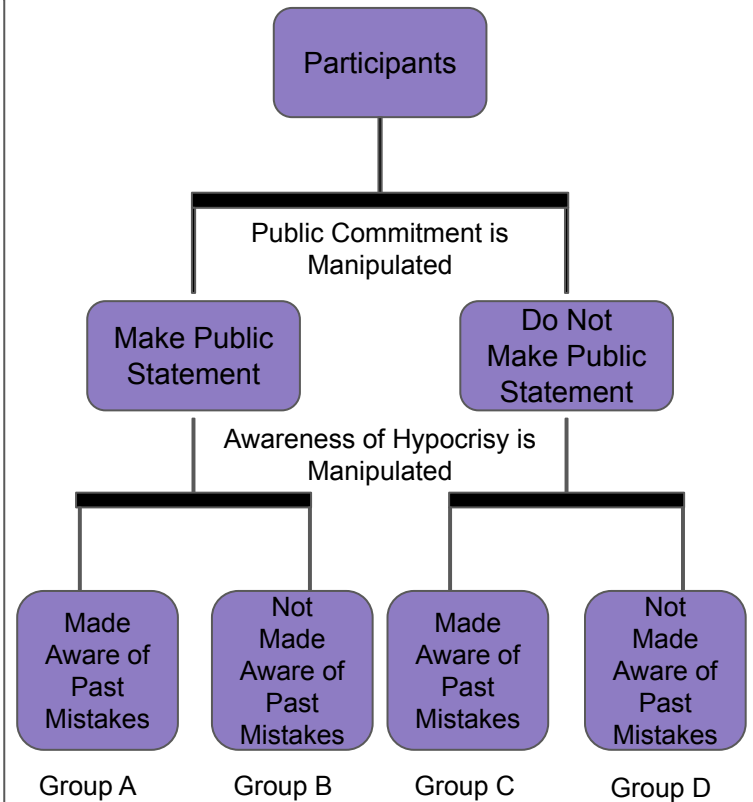 Participants
Public Commitment is
Manipulated
Make Public
Statement
Do Not
Make Public
Statement
Awareness of Hypocrisy is
Manipulated
Made
Aware of
Past
Mistakes
Not
Made
Aware of
Past
Mistakes
Made
Aware of
Past
Mistakes
Not
Made
Aware of
Past
Mistakes
Group A
Group B
Group C
Group D